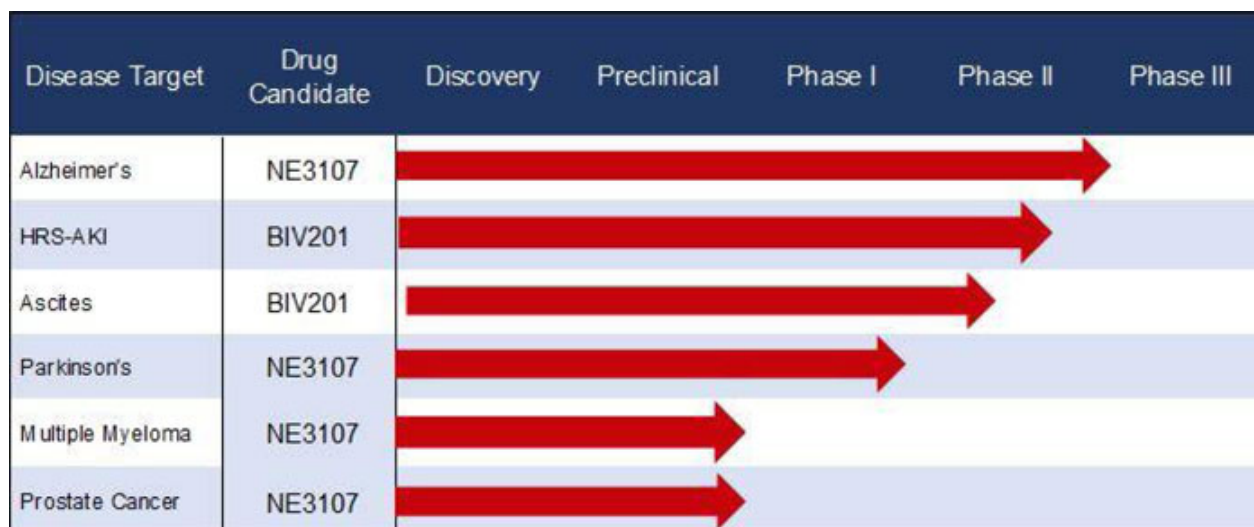 Disease Target Drug Candidate Discovery Preclinical Phase I Phase II Phase III
Alzheimer's NE3107
HRS-AKI BIV201
Ascites BIV201
Parkinson's NE3107
Multiple Myeloma NE3107
Prostate Cancer NE3107